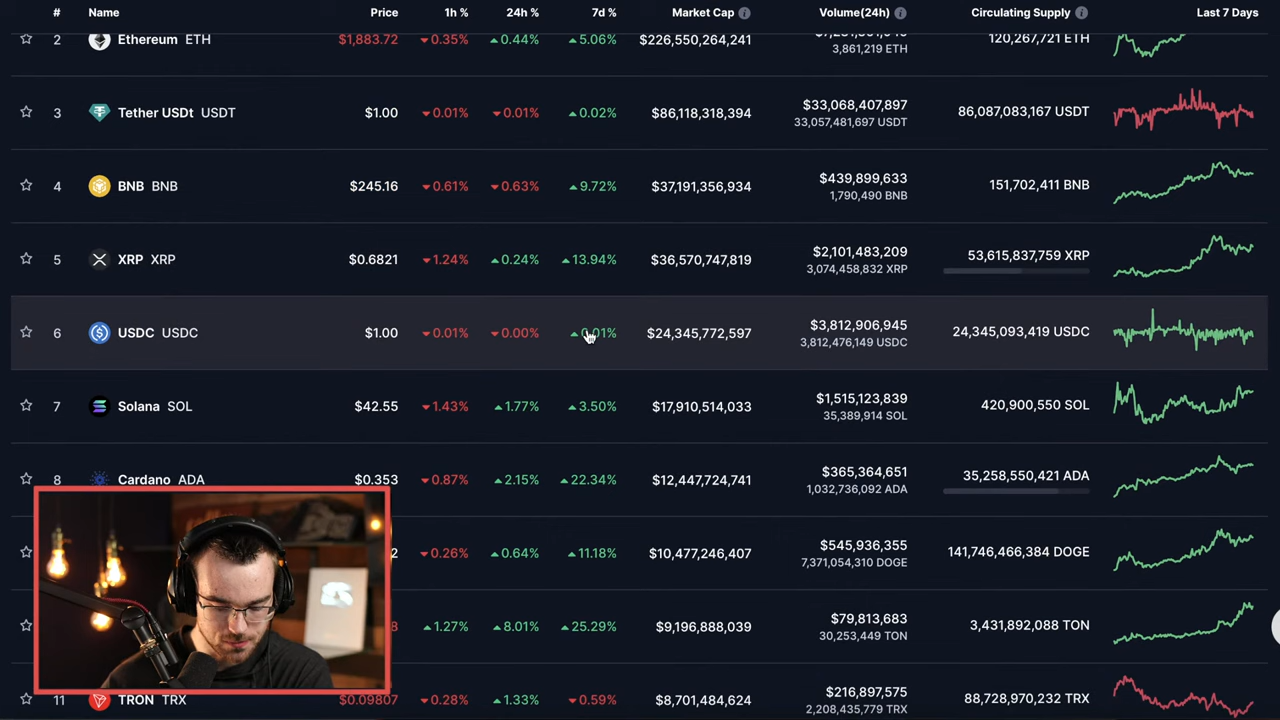 # Name Price 1h % 24h % 7d % Market Cap Volume(24h) Circulating Supply Last 7 Days
2 Ethereum ETH $1,883.72 0.35% 0.44% 5.06% $226,550,264,241 120,267,721 ETH
3,861,219 ETH
3 Tether USDt USDT $1.00 0.01% 0.01% 0.02% $86,118,318,394 $33,068,407,897 86,087,083,167 USDT
33,057,481,697 USDT
4 BNB BNB $245.16 0.61% 0.63% 9.72% $37,191,356,934 $439,899,633 151,702,411 BNB
1,790,490 BNB
5 XRP XRP $0.6821 1.24% 0.24% 13.94% $36,570,747,819 $2,101,483,209 53,615,837,759 XRP
3,074,458,832 XRP
6 USDC USDC $1.00 0.01% 0.00% 0.01% $24,345,772,597 $3,812,906,945 24,345,093,419 USDC
3,812,476,149 USDC
7 Solana SOL $42.55 1.43% 1.77% 3.50% $17,910,514,033 $1,515,123,839 420,900,550 SOL
35,389,914 SOL
8 Cardano ADA $0.353 0.87% 2.15% 22.34% $12,447,724,741 $365,364,651 35,258,550,421 ADA
1,032,736,092 ADA
2 0.26% 0.64% 11.18% $10,477,246,407 $545,936,355 141,746,466,384 DOGE
7,371,054,310 DOGE
8 1.27% 8.01% 25.29% $9,196,888,039 $79,813,683 3,431,892,088 TON
30,253,449 TON
11 TRON TRX $0.09807 0.28% 1.33% 0.59% $8,701,484,624 $216,897,575 88,728,970,232 TRX
2,208,435,779 TRX